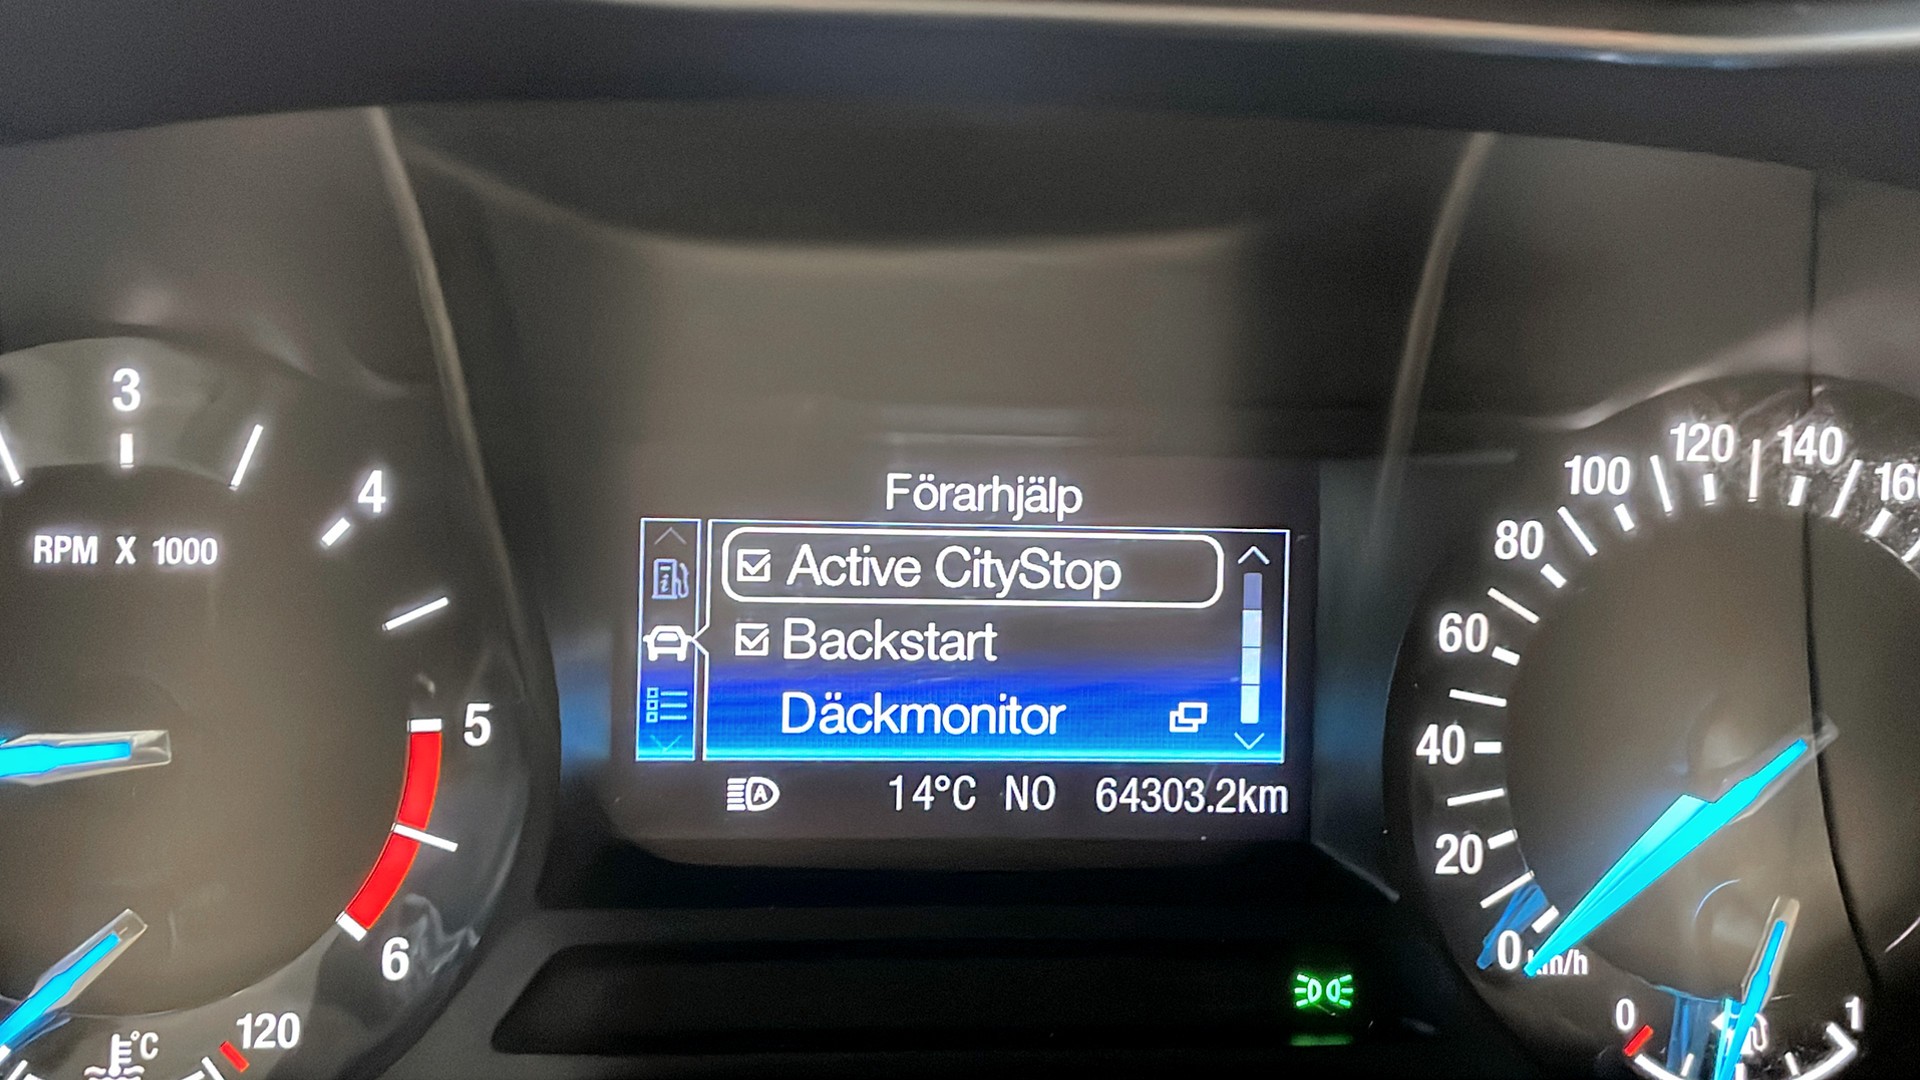 3
4
RPM X 1000
5
6
120
°C
Förarhjälp
Active CityStop
Backstart
Däckmonitor
A
14°C NO 64303.2km
0
20
40
60
80
100
120
140
km/h
0
1